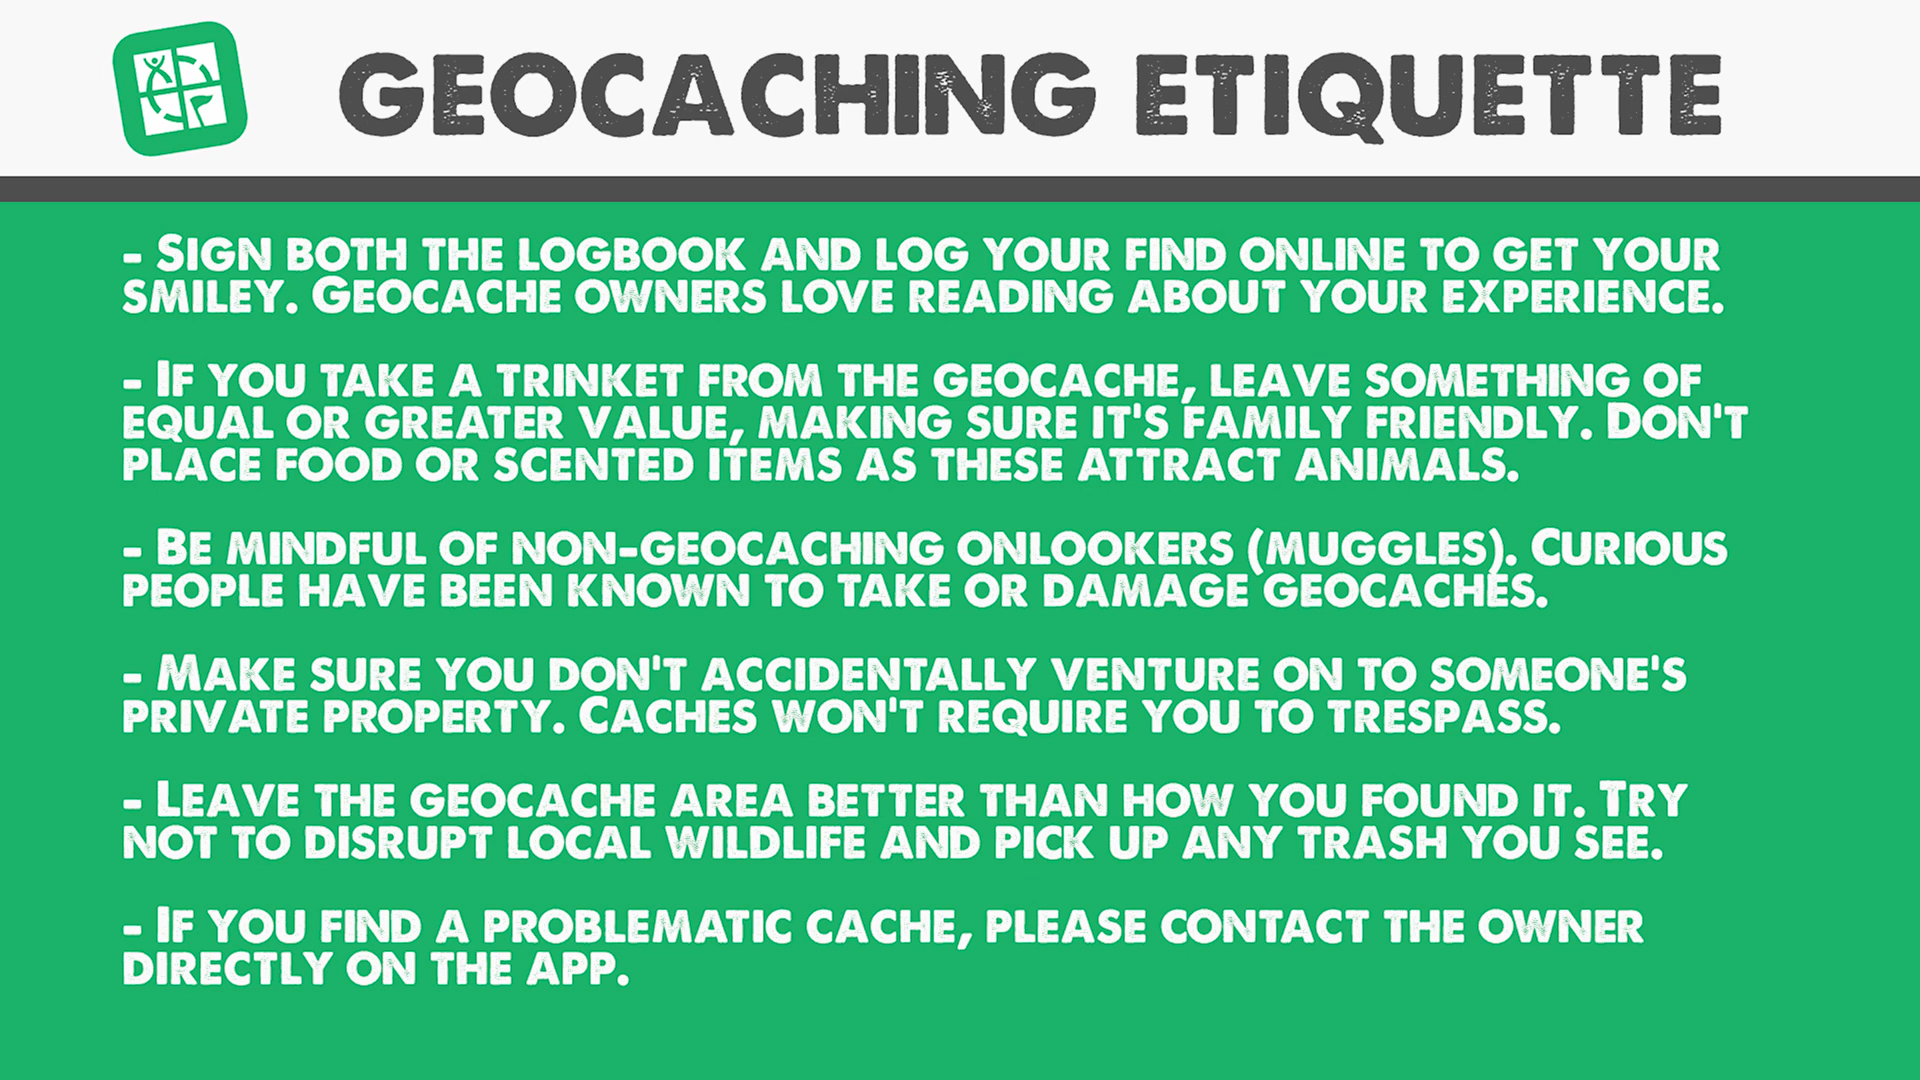 GEOCACHING ETIQUETTE
- SIGN BOTH THE LOGBOOK AND LOG YOUR FIND ONLINE TO GET YOUR
SMILEY. GEOCACHE OWNERS LOVE READING ABOUT YOUR EXPERIENCE.
- IF YOU TAKE A TRINKET FROM THE GEOCACHE, LEAVE SOMETHING OF
EQUAL OR GREATER VALUE, MAKING SURE IT'S FAMILY FRIENDLY. DON'T
PLACE FOOD OR SCENTED ITEMS AS THESE ATTRACT ANIMALS.
- BE MINDFUL OF NON-GEOCACHING ONLOOKERS (MUGGLES). CURIOUS
PEOPLE HAVE BEEN KNOWN TO TAKE OR DAMAGE GEOCACHES.
- MAKE SURE YOU DON'T ACCIDENTALLY VENTURE ON TO SOMEONE'S
PRIVATE PROPERTY. CACHES WON'T REQUIRE YOU TO TRESPASS.
- LEAVE THE GEOCACHE AREA BETTER THAN HOW YOU FOUND IT. TRY
NOT TO DISRUPT LOCAL WILDLIFE AND PICK UP ANY TRASH YOU SEE.
- IF YOU FIND A PROBLEMATIC CACHE, PLEASE CONTACT THE OWNER
DIRECTLY ON THE APP.